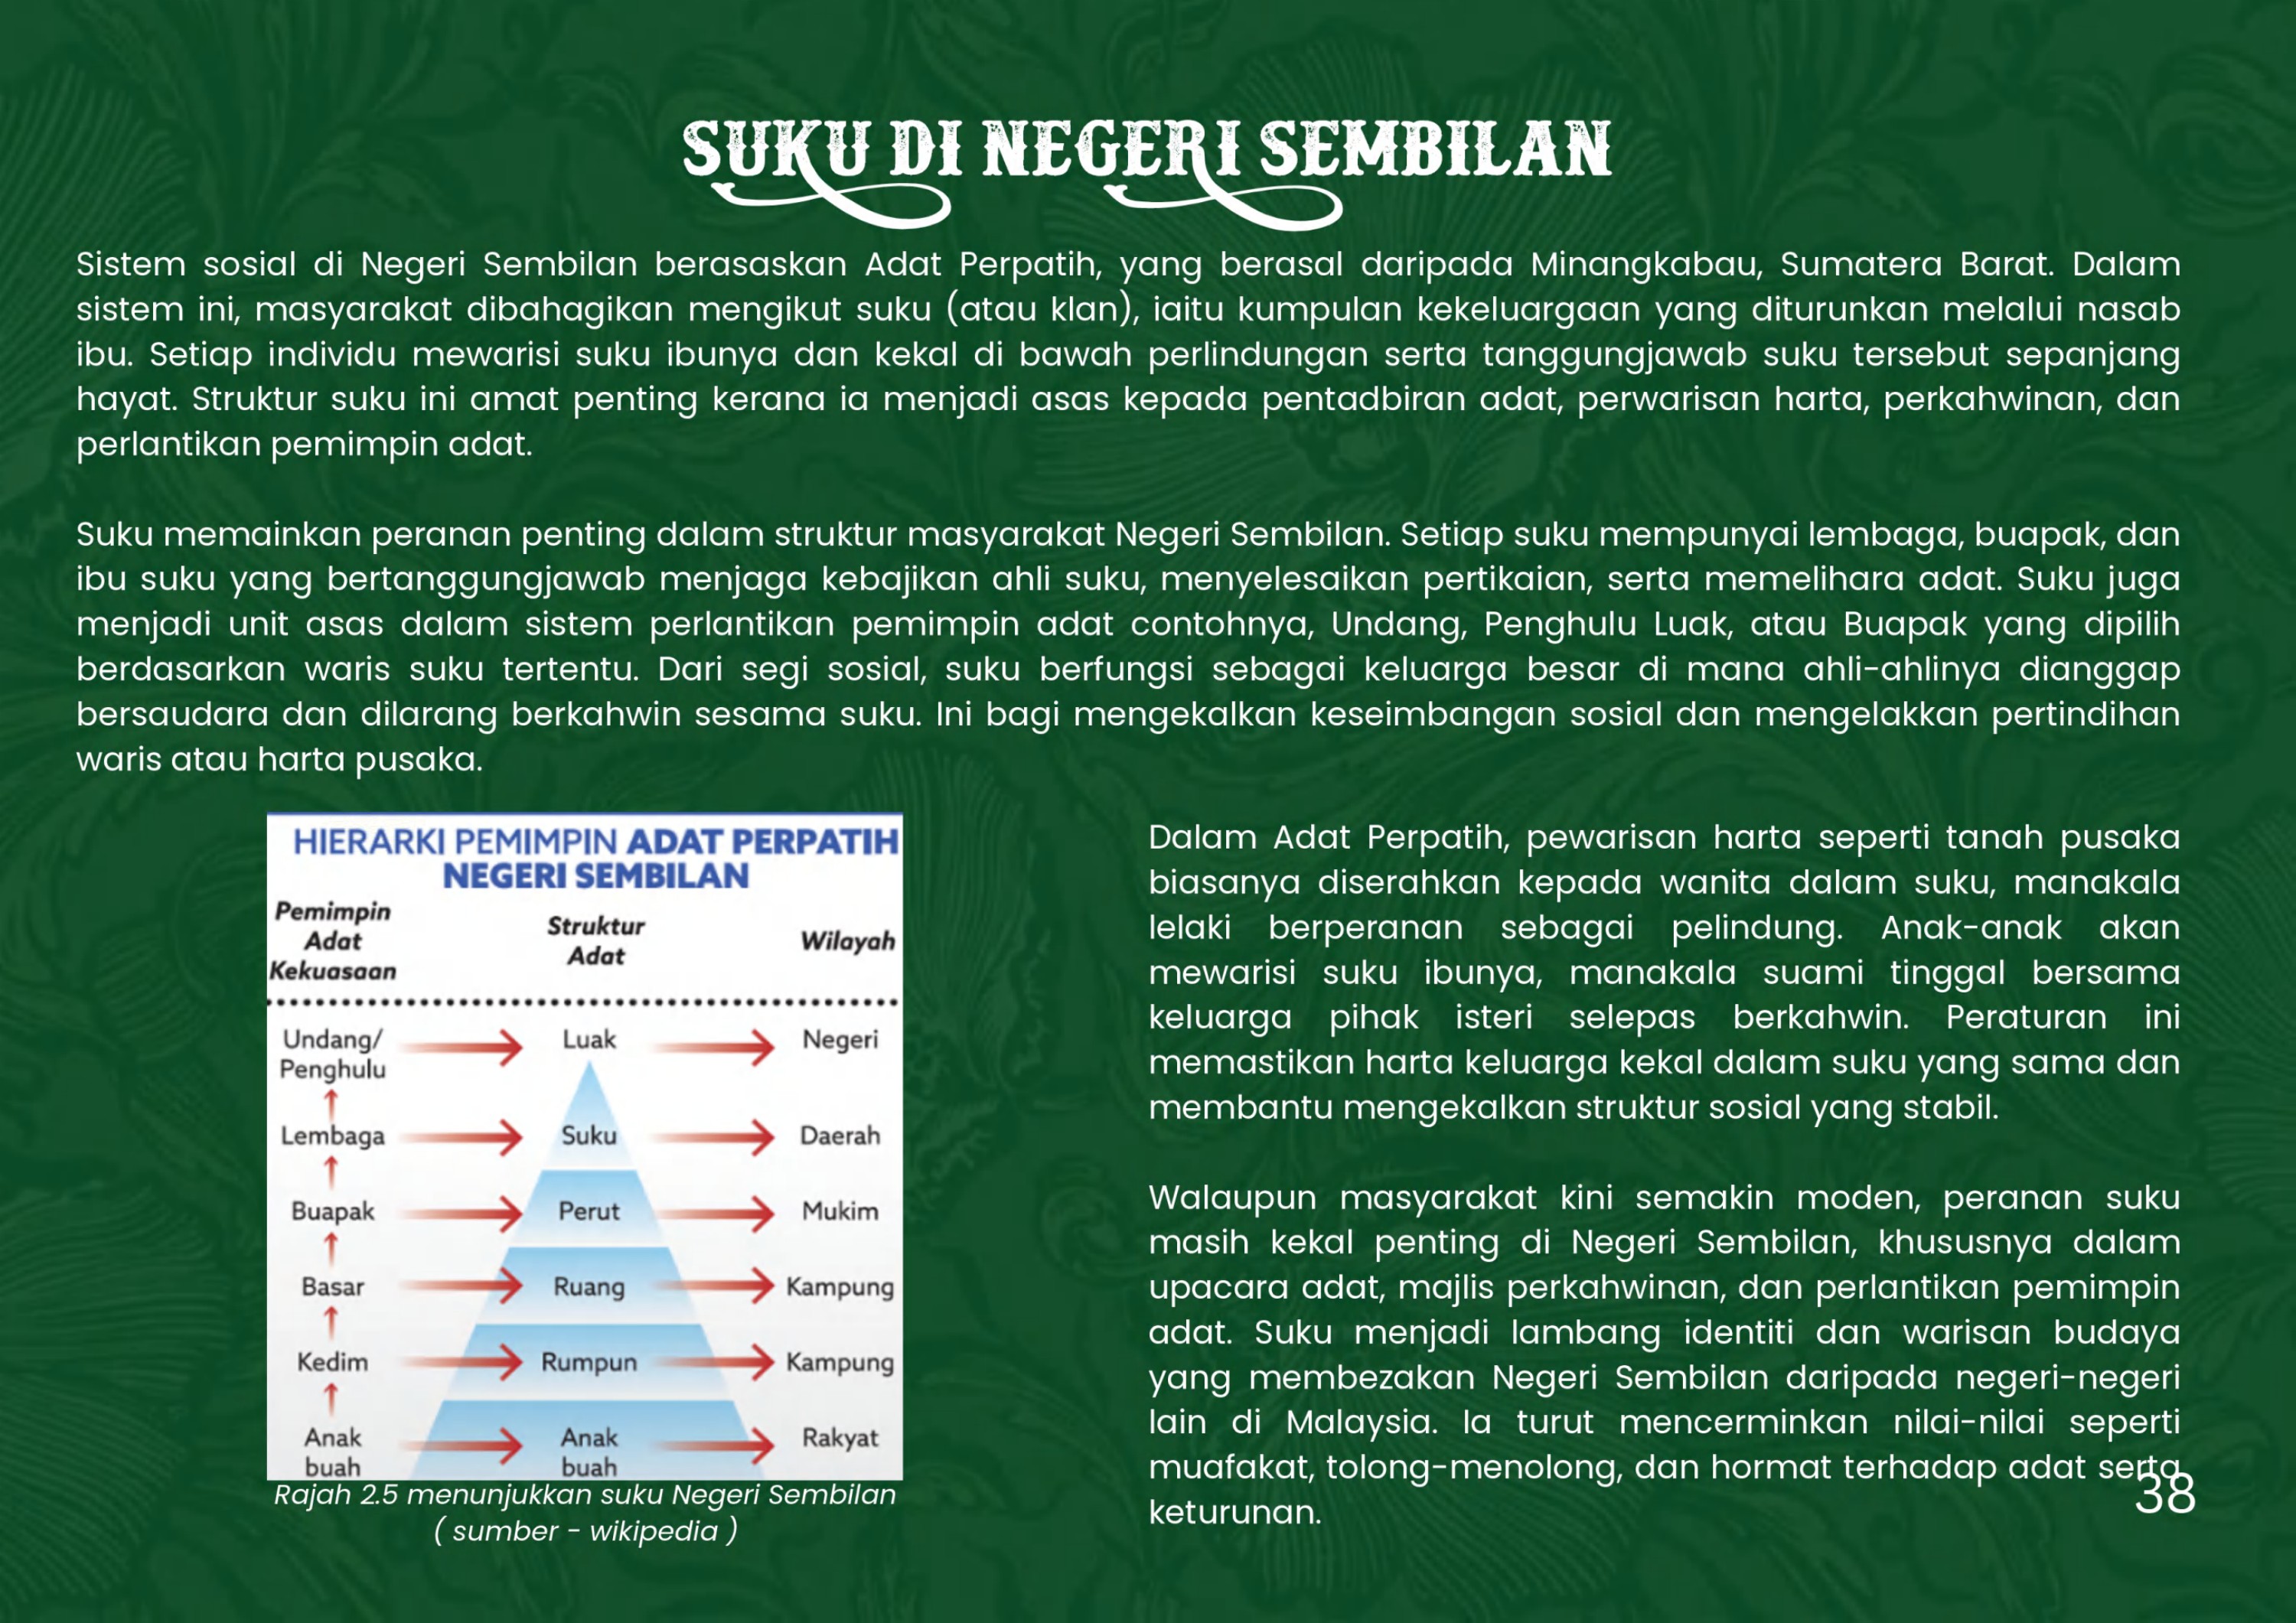 SUKU DI NEGERI SEMBILAN
Sistem sosial di Negeri Sembilan berasaskan Adat Perpatih, yang berasal daripada Minangkabau, Sumatera Barat. Dalam
sistem ini, masyarakat dibahagikan mengikut suku (atau klan), iaitu kumpulan kekeluargaan yang diturunkan melalui nasab
ibu. Setiap individu mewarisi suku ibunya dan kekal di bawah perlindungan serta tanggungjawab suku tersebut sepanjang
hayat. Struktur suku ini amat penting kerana ia menjadi asas kepada pentadbiran adat, perwarisan harta, perkahwinan, dan
perlantikan pemimpin adat.
Suku memainkan peranan penting dalam struktur masyarakat Negeri Sembilan. Setiap suku mempunyai lembaga, buapak, dan
ibu suku yang bertanggungjawab menjaga kebajikan ahli suku, menyelesaikan pertikaian, serta memelihara adat. Suku juga
menjadi unit asas dalam sistem perlantikan pemimpin adat contohnya, Undang, Penghulu Luak, atau Buapak yang dipilih
berdasarkan waris suku tertentu. Dari segi sosial, suku berfungsi sebagai keluarga besar di mana ahli-ahlinya dianggap
bersaudara dan dilarang berkahwin sesama suku. Ini bagi mengekalkan keseimbangan sosial dan mengelakkan pertindihan
waris atau harta pusaka.
HIERARKI PEMIMPIN ADAT PERPATIH
NEGERI SEMBILAN
Pemimpin
Adat
Kekuasaan
Struktur
Adat
Wilayah
Undang/
Penghulu
Luak
Negeri
Lembaga
Suku
Daerah
Buapak
Perut
Mukim
Basar
Ruang
Kampung
Kedim
Rumpun
Kampung
Anak
buah
Anak
buah
Rakyat
Rajah 2.5 menunjukkan suku Negeri Sembilan
( sumber - wikipedia )
Dalam Adat Perpatih, pewarisan harta seperti tanah pusaka
biasanya diserahkan kepada wanita dalam suku, manakala
lelaki berperanan sebagai pelindung. Anak-anak akan
mewarisi suku ibunya, manakala suami tinggal bersama
keluarga pihak isteri selepas berkahwin. Peraturan ini
memastikan harta keluarga kekal dalam suku yang sama dan
membantu mengekalkan struktur sosial yang stabil.
Walaupun masyarakat kini semakin moden, peranan suku
masih kekal penting di Negeri Sembilan, khususnya dalam
upacara adat, majlis perkahwinan, dan perlantikan pemimpin
adat. Suku menjadi lambang identiti dan warisan budaya
yang membezakan Negeri Sembilan daripada negeri-negeri
lain di Malaysia. Ia turut mencerminkan nilai-nilai seperti
muafakat, tolong-menolong, dan hormat terhadap adat serta
keturunan.
38